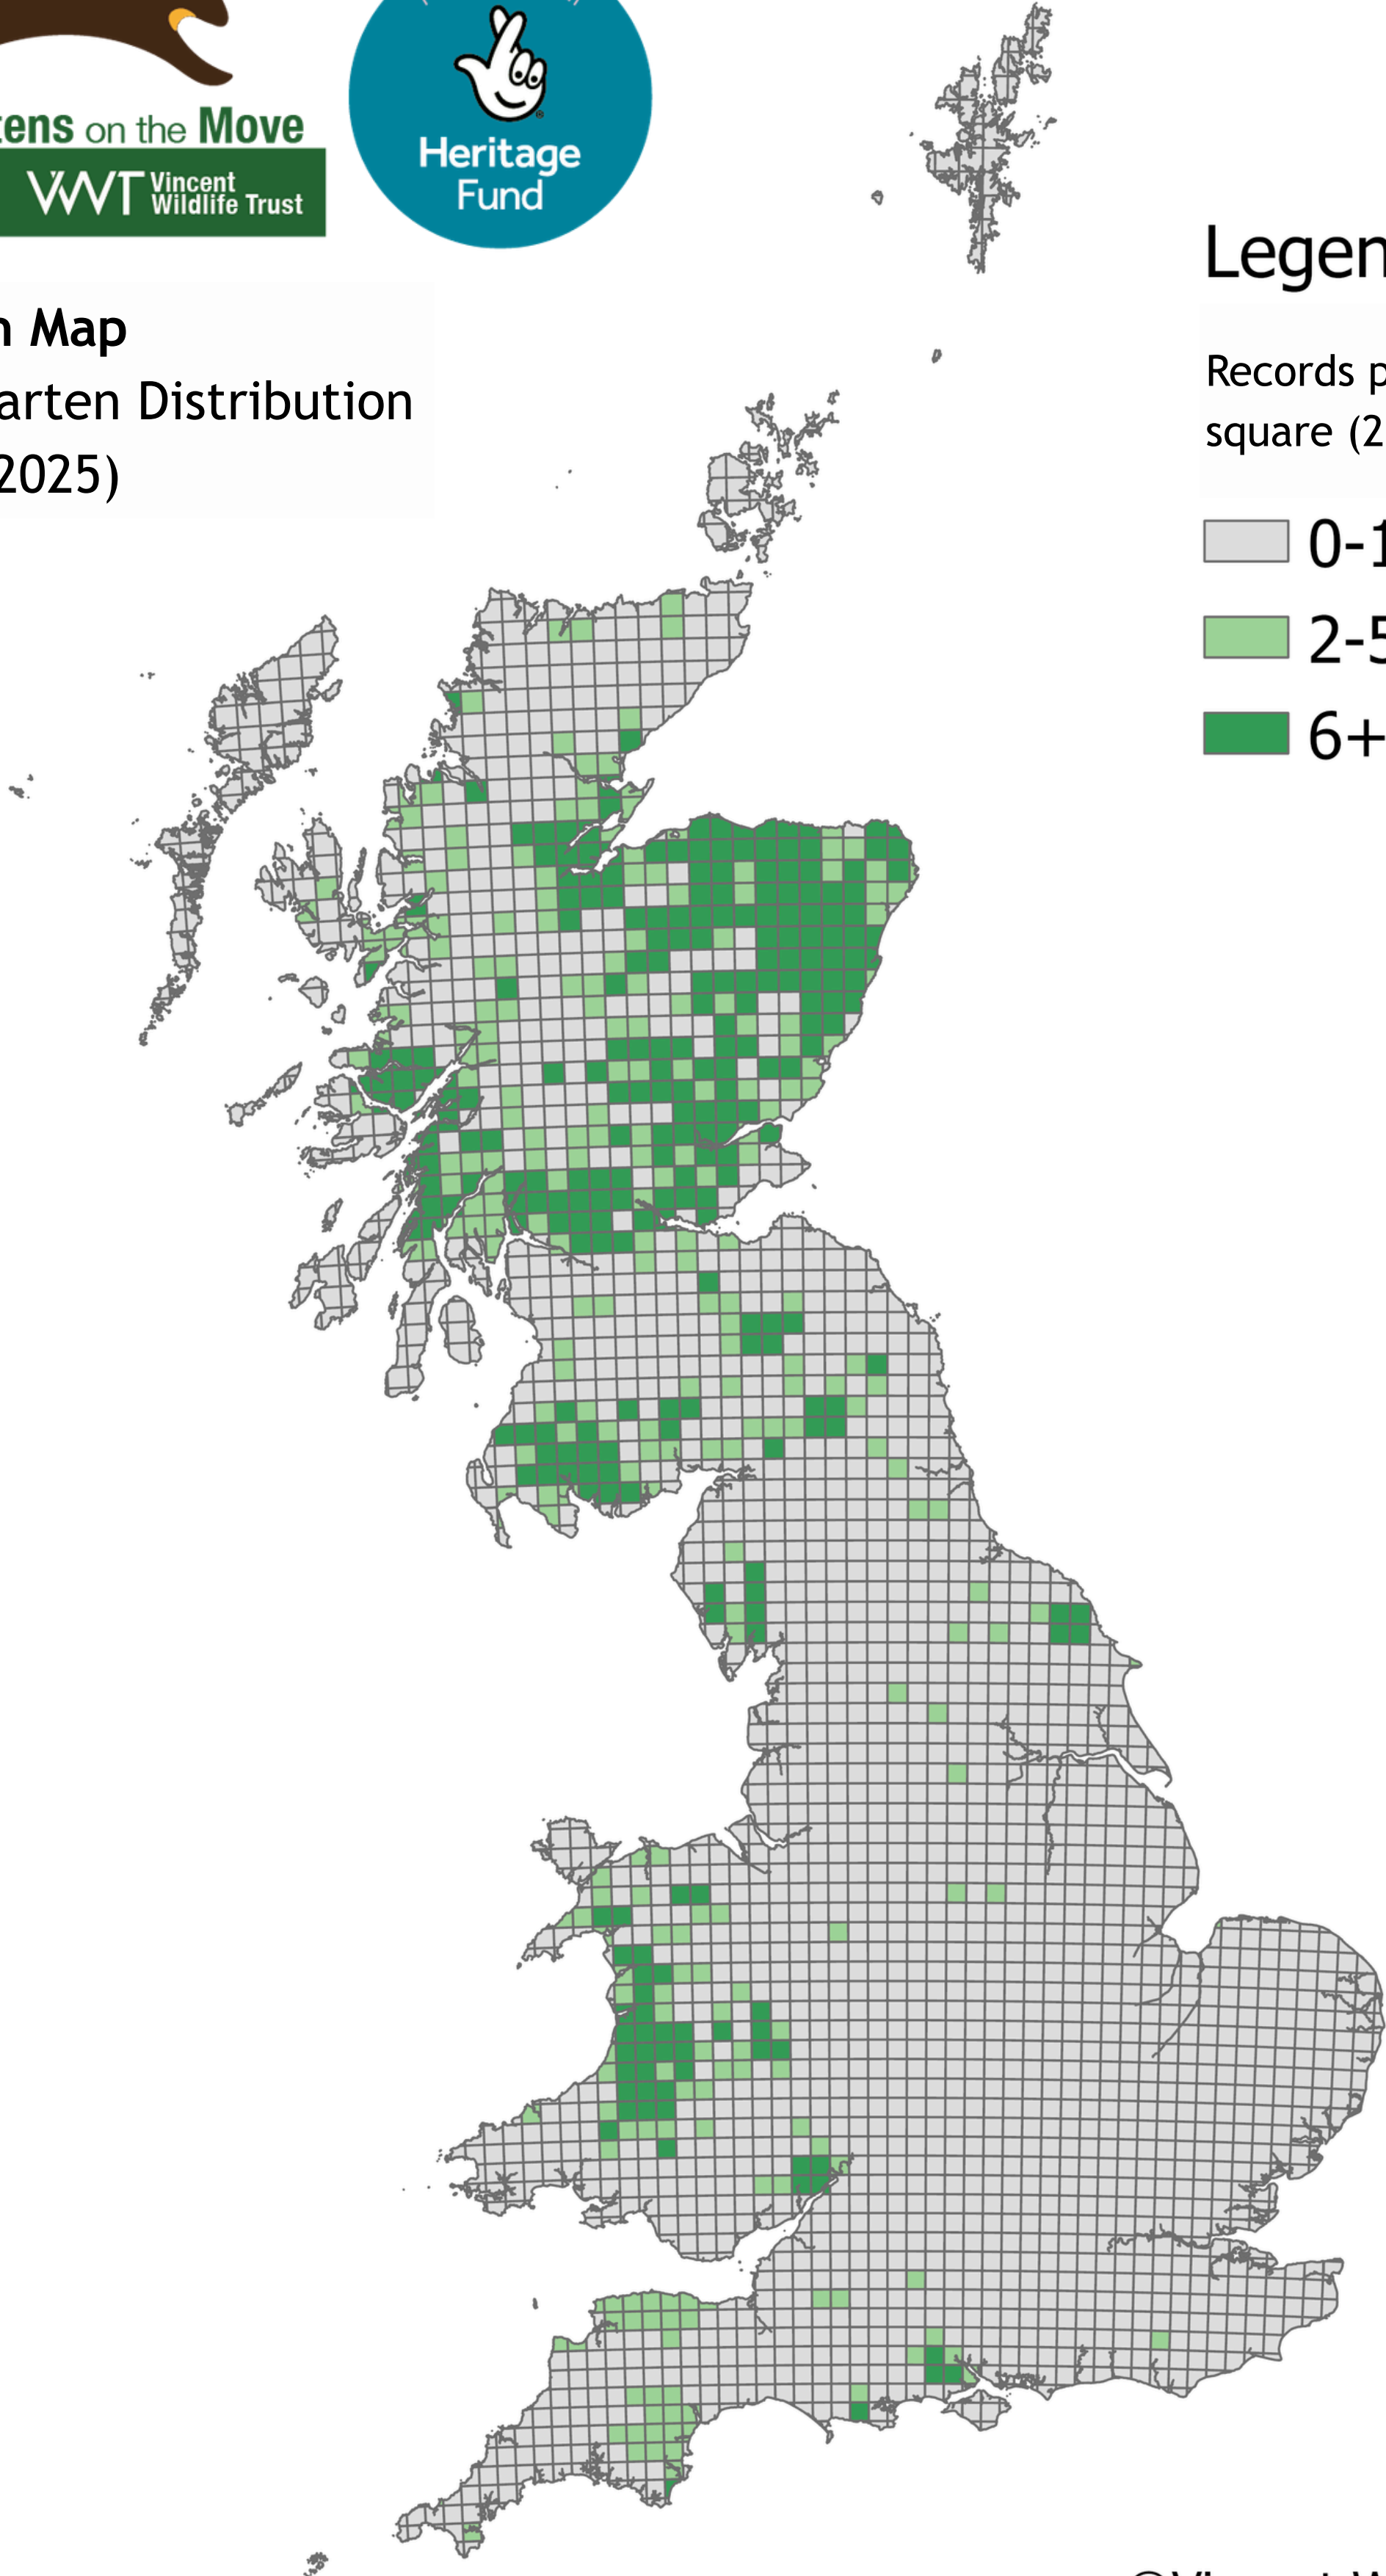 tens on the Move
VWT Vincent
Wildlife Trust
Heritage
Fund
n Map
arten Distribution
2025)
Legen
Records p
square (2
0-1
2-5
6+